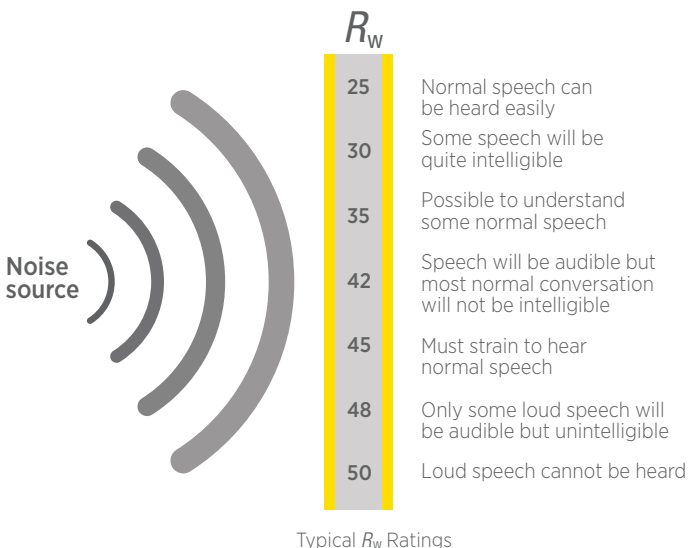 Rw
25 Normal speech can
be heard easily
30 Some speech will be
quite intelligible
35 Possible to understand
some normal speech
Noise
source
42 Speech will be audible but
most normal conversation
will not be intelligible
45 Must strain to hear
normal speech
48 Only some loud speech will
be audible but unintelligible
50 Loud speech cannot be heard
Typical Rw Ratings